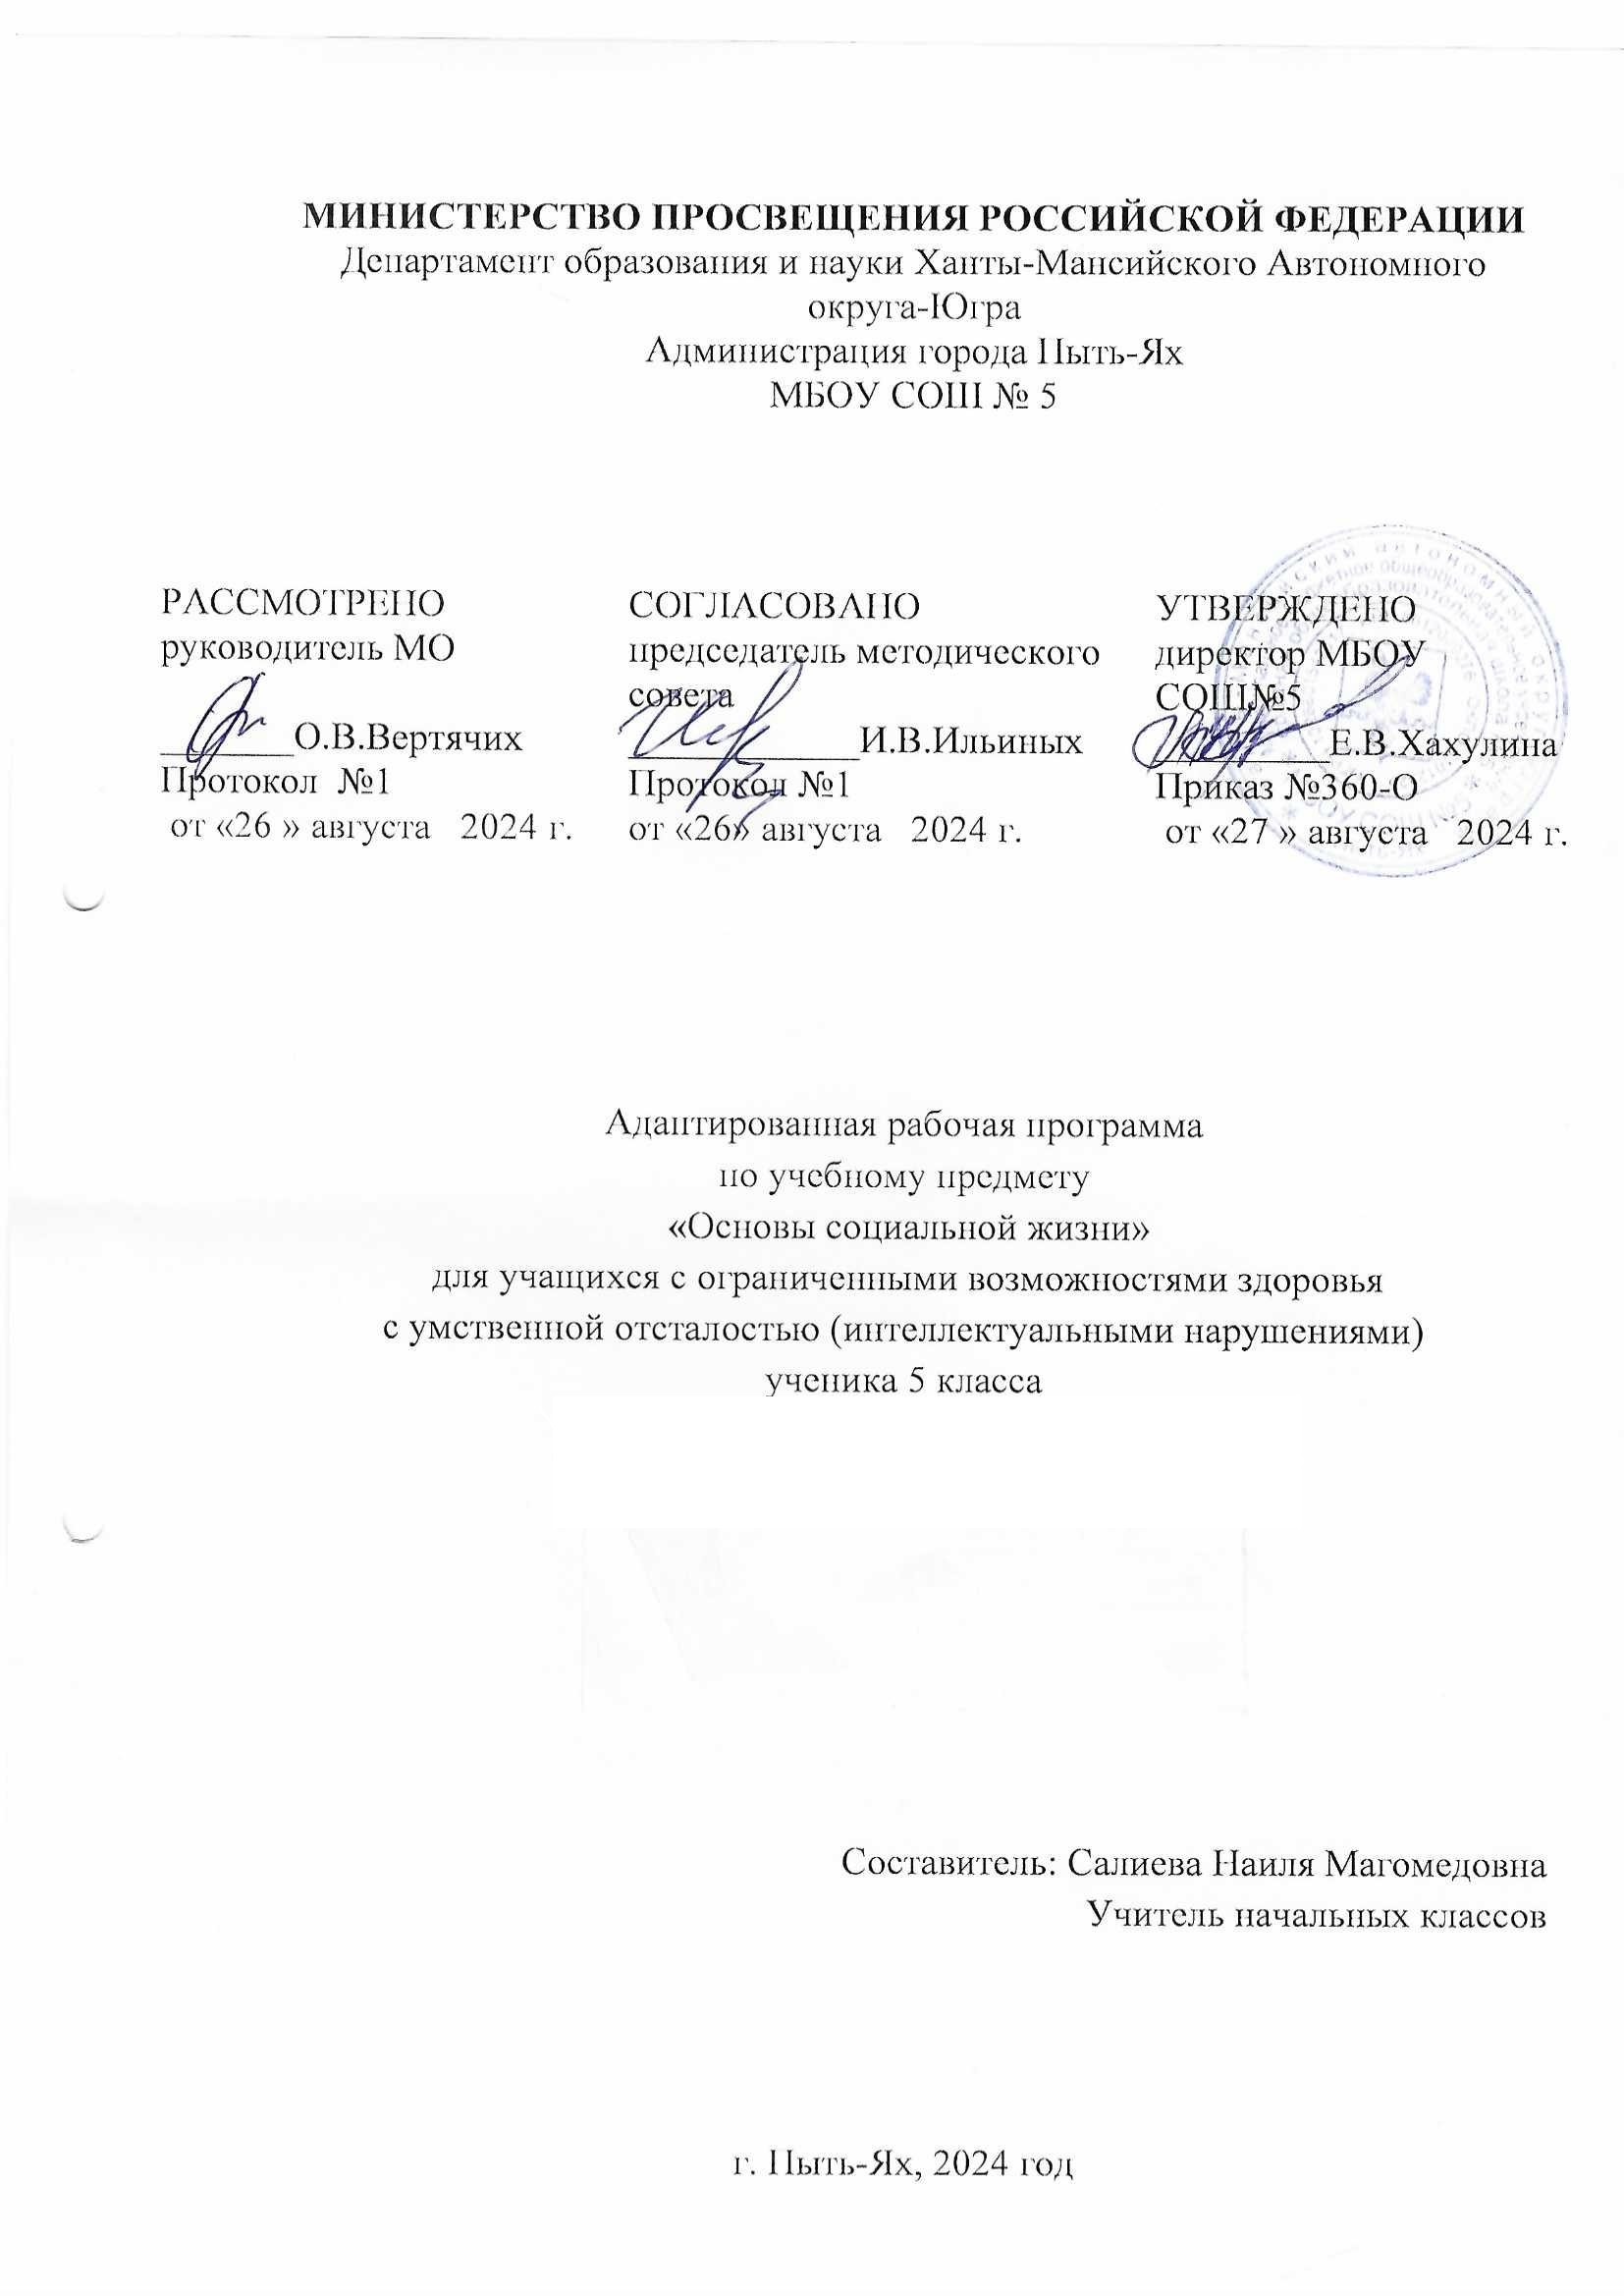 МИНИСТЕРСТВО ПРОСВЕЩЕНИЯ РОССИЙСКОЙ ФЕДЕРАЦИИ
Департамент образования и науки Ханты-Мансийского Автономного
округа-Югра
Администрация города Пыть-Ях
МБОУ СОШ № 5
РАССМОТРЕНО
руководитель МО
_______О.В.Вертячих
Протокол №1
от «26 » августа 2024 г.
СОГЛАСОВАНО
председатель методического
совета
____________И.В.Ильиных
Протокол №1
от «26» августа 2024 г.
УТВЕРЖДЕНО
директор МБОУ
СОШ№5
_________Е.В.Хахулина
Приказ №360-О
от «27 » августа 2024 г.
Адаптированная рабочая программа
по учебному предмету
«Основы социальной жизни»
для учащихся с ограниченными возможностями здоровья
с умственной отсталостью (интеллектуальными нарушениями)
ученика 5 класса
Составитель: Салиева Наиля Магомедовна
Учитель начальных классов
г. Пыть-Ях, 2024 год